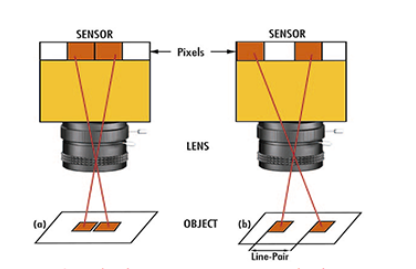 SENSOR
SENSOR
Pixels
LENS
(a)
OBJECT
(b)
Line-Pair